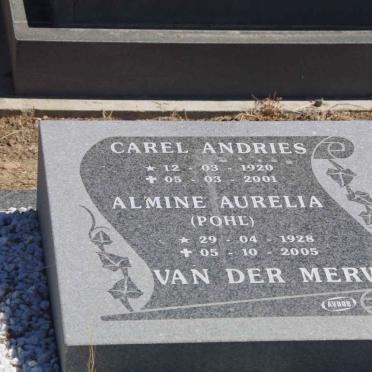 CAREL ANDRIES
★ 12 - 03 - 1920
✝ 05 - 03 - 2001
ALMINE AURELIA
(POHL)
★ 29 - 04 - 1928
✝ 05 - 10 - 2005
VAN DER MERW
AVBOB